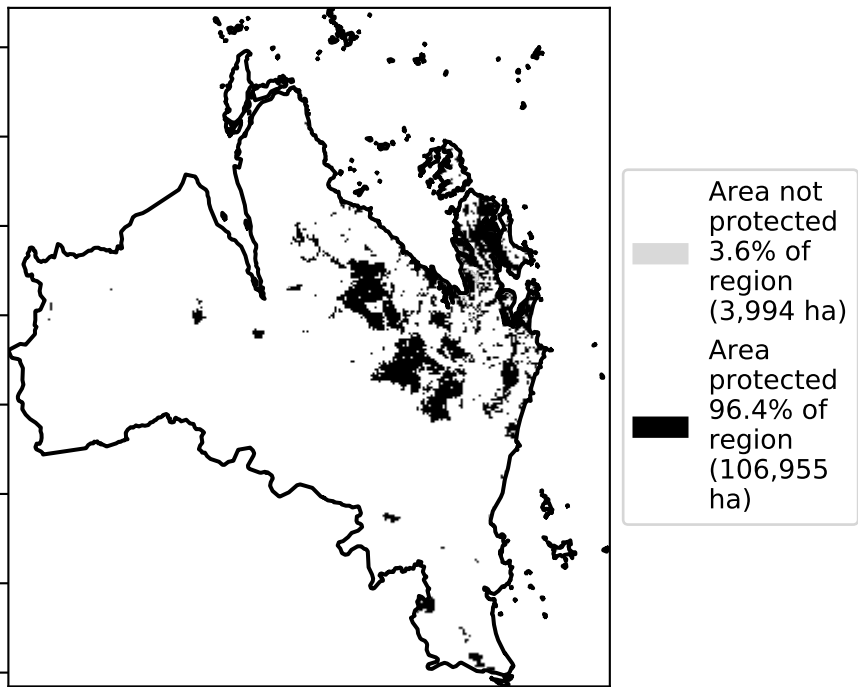 Area not
protected
3.6% of
region
(3,994 ha)
Area
protected
96.4% of
region
(106,955
ha)